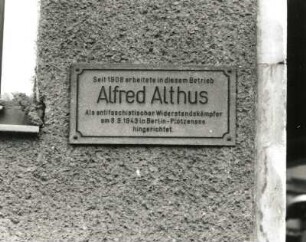 Seit 1908 arbeitete in diesem Betrieb
Alfred Althus
Als antifaschistischer Widerstandskämpfer
am 8.9.1943 in Berlin-Plötzensee
hingerichtet.